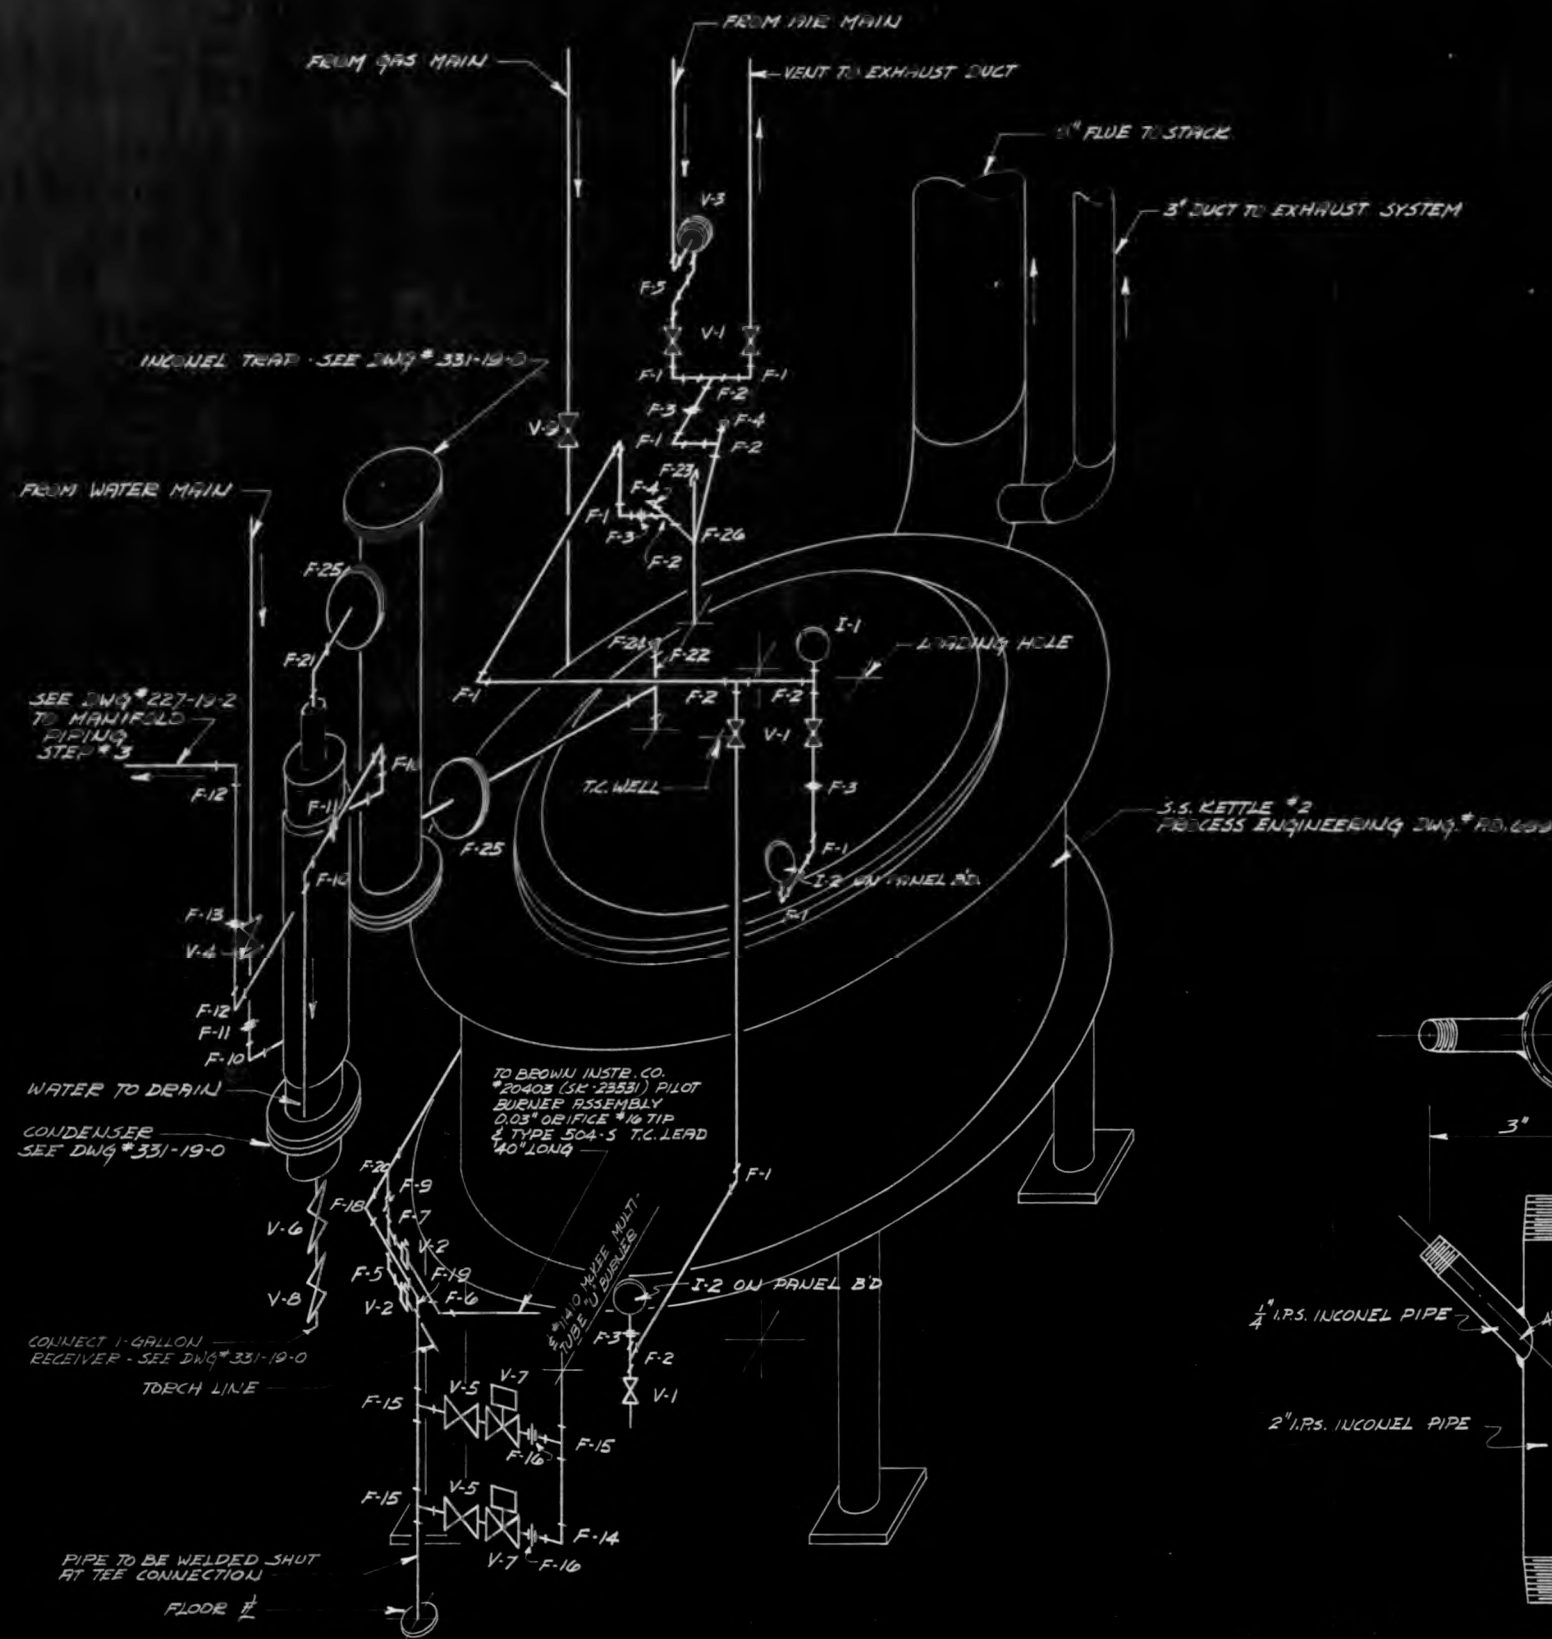 FROM AIR MAIN
FROM GAS MAIN
VENT TO EXHAUST DUCT
" FLUE TO STACK
3" DUCT TO EXHAUST SYSTEM
V-3
F-5
V-1
INCONEL TRAP - SEE DWG # 331-19-0
F-1
F-1
F-2
F-3
F-4
V-9
F-1
F-2
F-23
FROM WATER MAIN
F-4
F-1
F-3
F-26
F-2
F-25
I-1
LOADING HOLE
F-24
F-22
F-21
F-1
F-2
F-2
SEE DWG # 227-19-2
TO MANIFOLD
PIPING
STEP # 3
V-1
F-10
T.C. WELL
F-3
F-12
F-11
S.S. KETTLE #2
PROCESS ENGINEERING DWG. #
F-25
F-1
F-10
I-2 ON PANEL B'D.
F-1
F-13
V-4
F-12
F-11
F-10
WATER TO DRAIN
TO BROWN INSTR. CO.
#20403 (SK-23531) PILOT
BURNER ASSEMBLY
0.03" ORIFICE #16 TIP
& TYPE 504-S T.C. LEAD
40" LONG
CONDENSER
SEE DWG # 331-19-0
3"
F-1
F-20
F-9
F-18
F-7
V-6
V-2
F-5
F-19
F-6
V-2
V-8
& #1410 McKEE MULTI-
TUBE "U" BURNER
I-2 ON PANEL B'D
1/4" I.P.S. INCONEL PIPE
F-3
F-2
CONNECT 1-GALLON
RECEIVER - SEE DWG # 331-19-0
TORCH LINE
V-5
V-7
V-1
F-15
F-15
F-16
2" I.P.S. INCONEL PIPE
F-15
V-5
F-14
V-7
F-16
PIPE TO BE WELDED SHUT
AT TEE CONNECTION
FLOOR